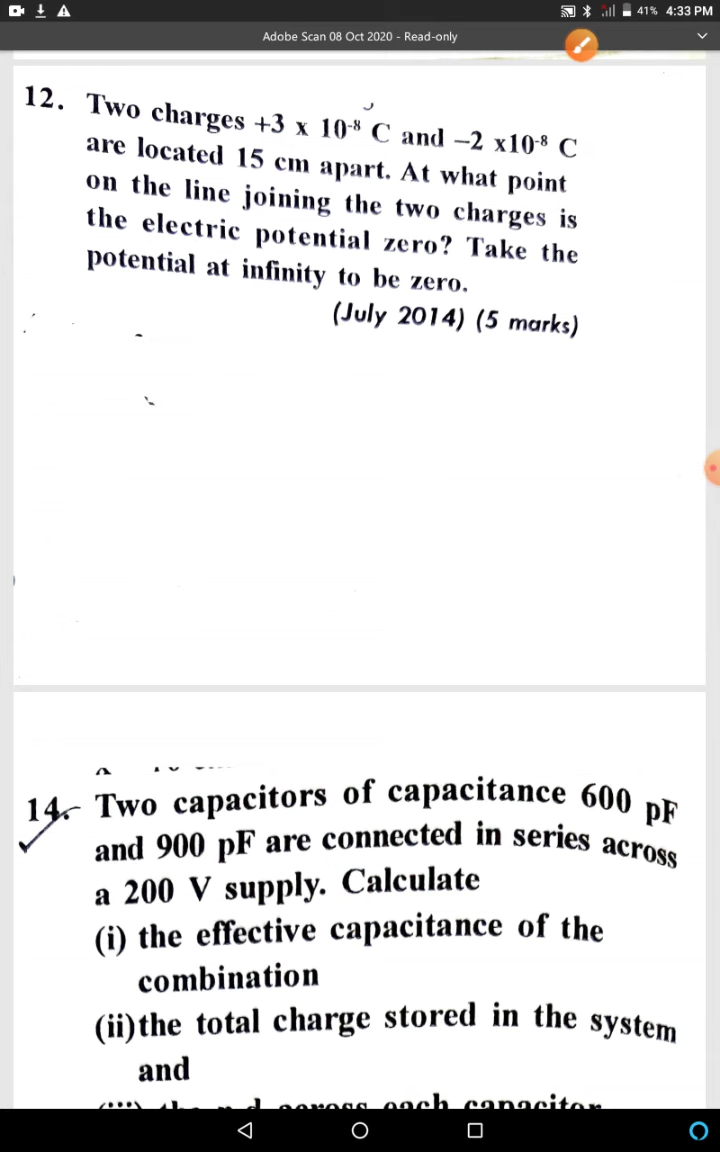 41% 4:33 PM
Adobe Scan 08 Oct 2020 - Read-only
12. Two charges +3 x 10⁻⁸ C and –2 x10⁻⁸ C
are located 15 cm apart. At what point
on the line joining the two charges is
the electric potential zero? Take the
potential at infinity to be zero.
(July 2014) (5 marks)
14. Two capacitors of capacitance 600 pF
and 900 pF are connected in series across
a 200 V supply. Calculate
(i) the effective capacitance of the
combination
(ii) the total charge stored in the system
and
across each capacitor